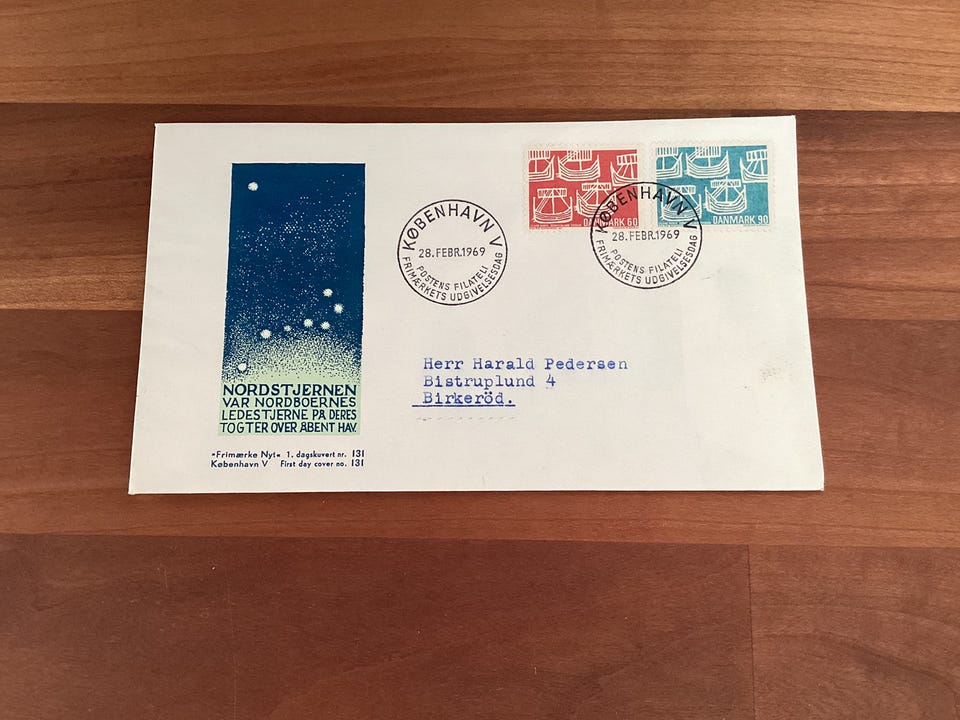 NORDSTJERNEN
VAR NORDBOERNES
LEDESTJERNE PÅ DERES
TOGTER OVER ÅBENT HAV.
"Frimærke Nyt" 1. dagskuvert nr. 131
København V First day cover no. 131
KØBENHAVN V
28. FEBR. 1969
POSTENS FILATELI
FRIMÆRKETS UDGIVELSESDAG
DANMARK 60
DANMARK 90
KØBENHAVN V
28. FEBR. 1969
POSTENS FILATELI
FRIMÆRKETS UDGIVELSESDAG
Herr Harald Pedersen
Bistruplund 4
Birkeröd.